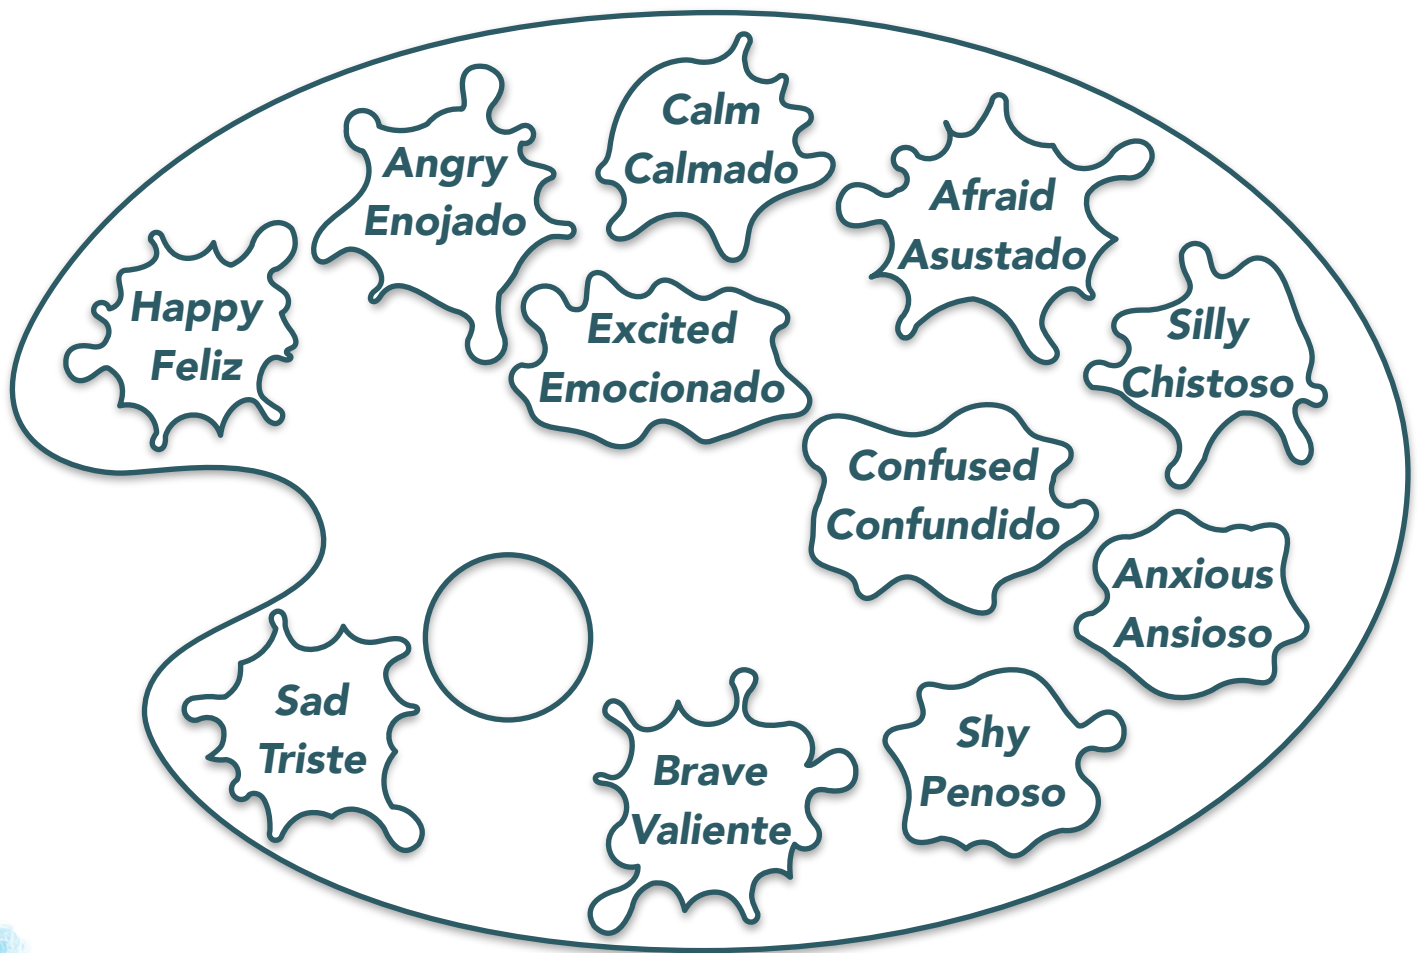 Calm
Calmado
Angry
Enojado
Afraid
Asustado
Happy
Feliz
Excited
Emocionado
Silly
Chistoso
Confused
Confundido
Anxious
Ansioso
Sad
Triste
Brave
Valiente
Shy
Penoso